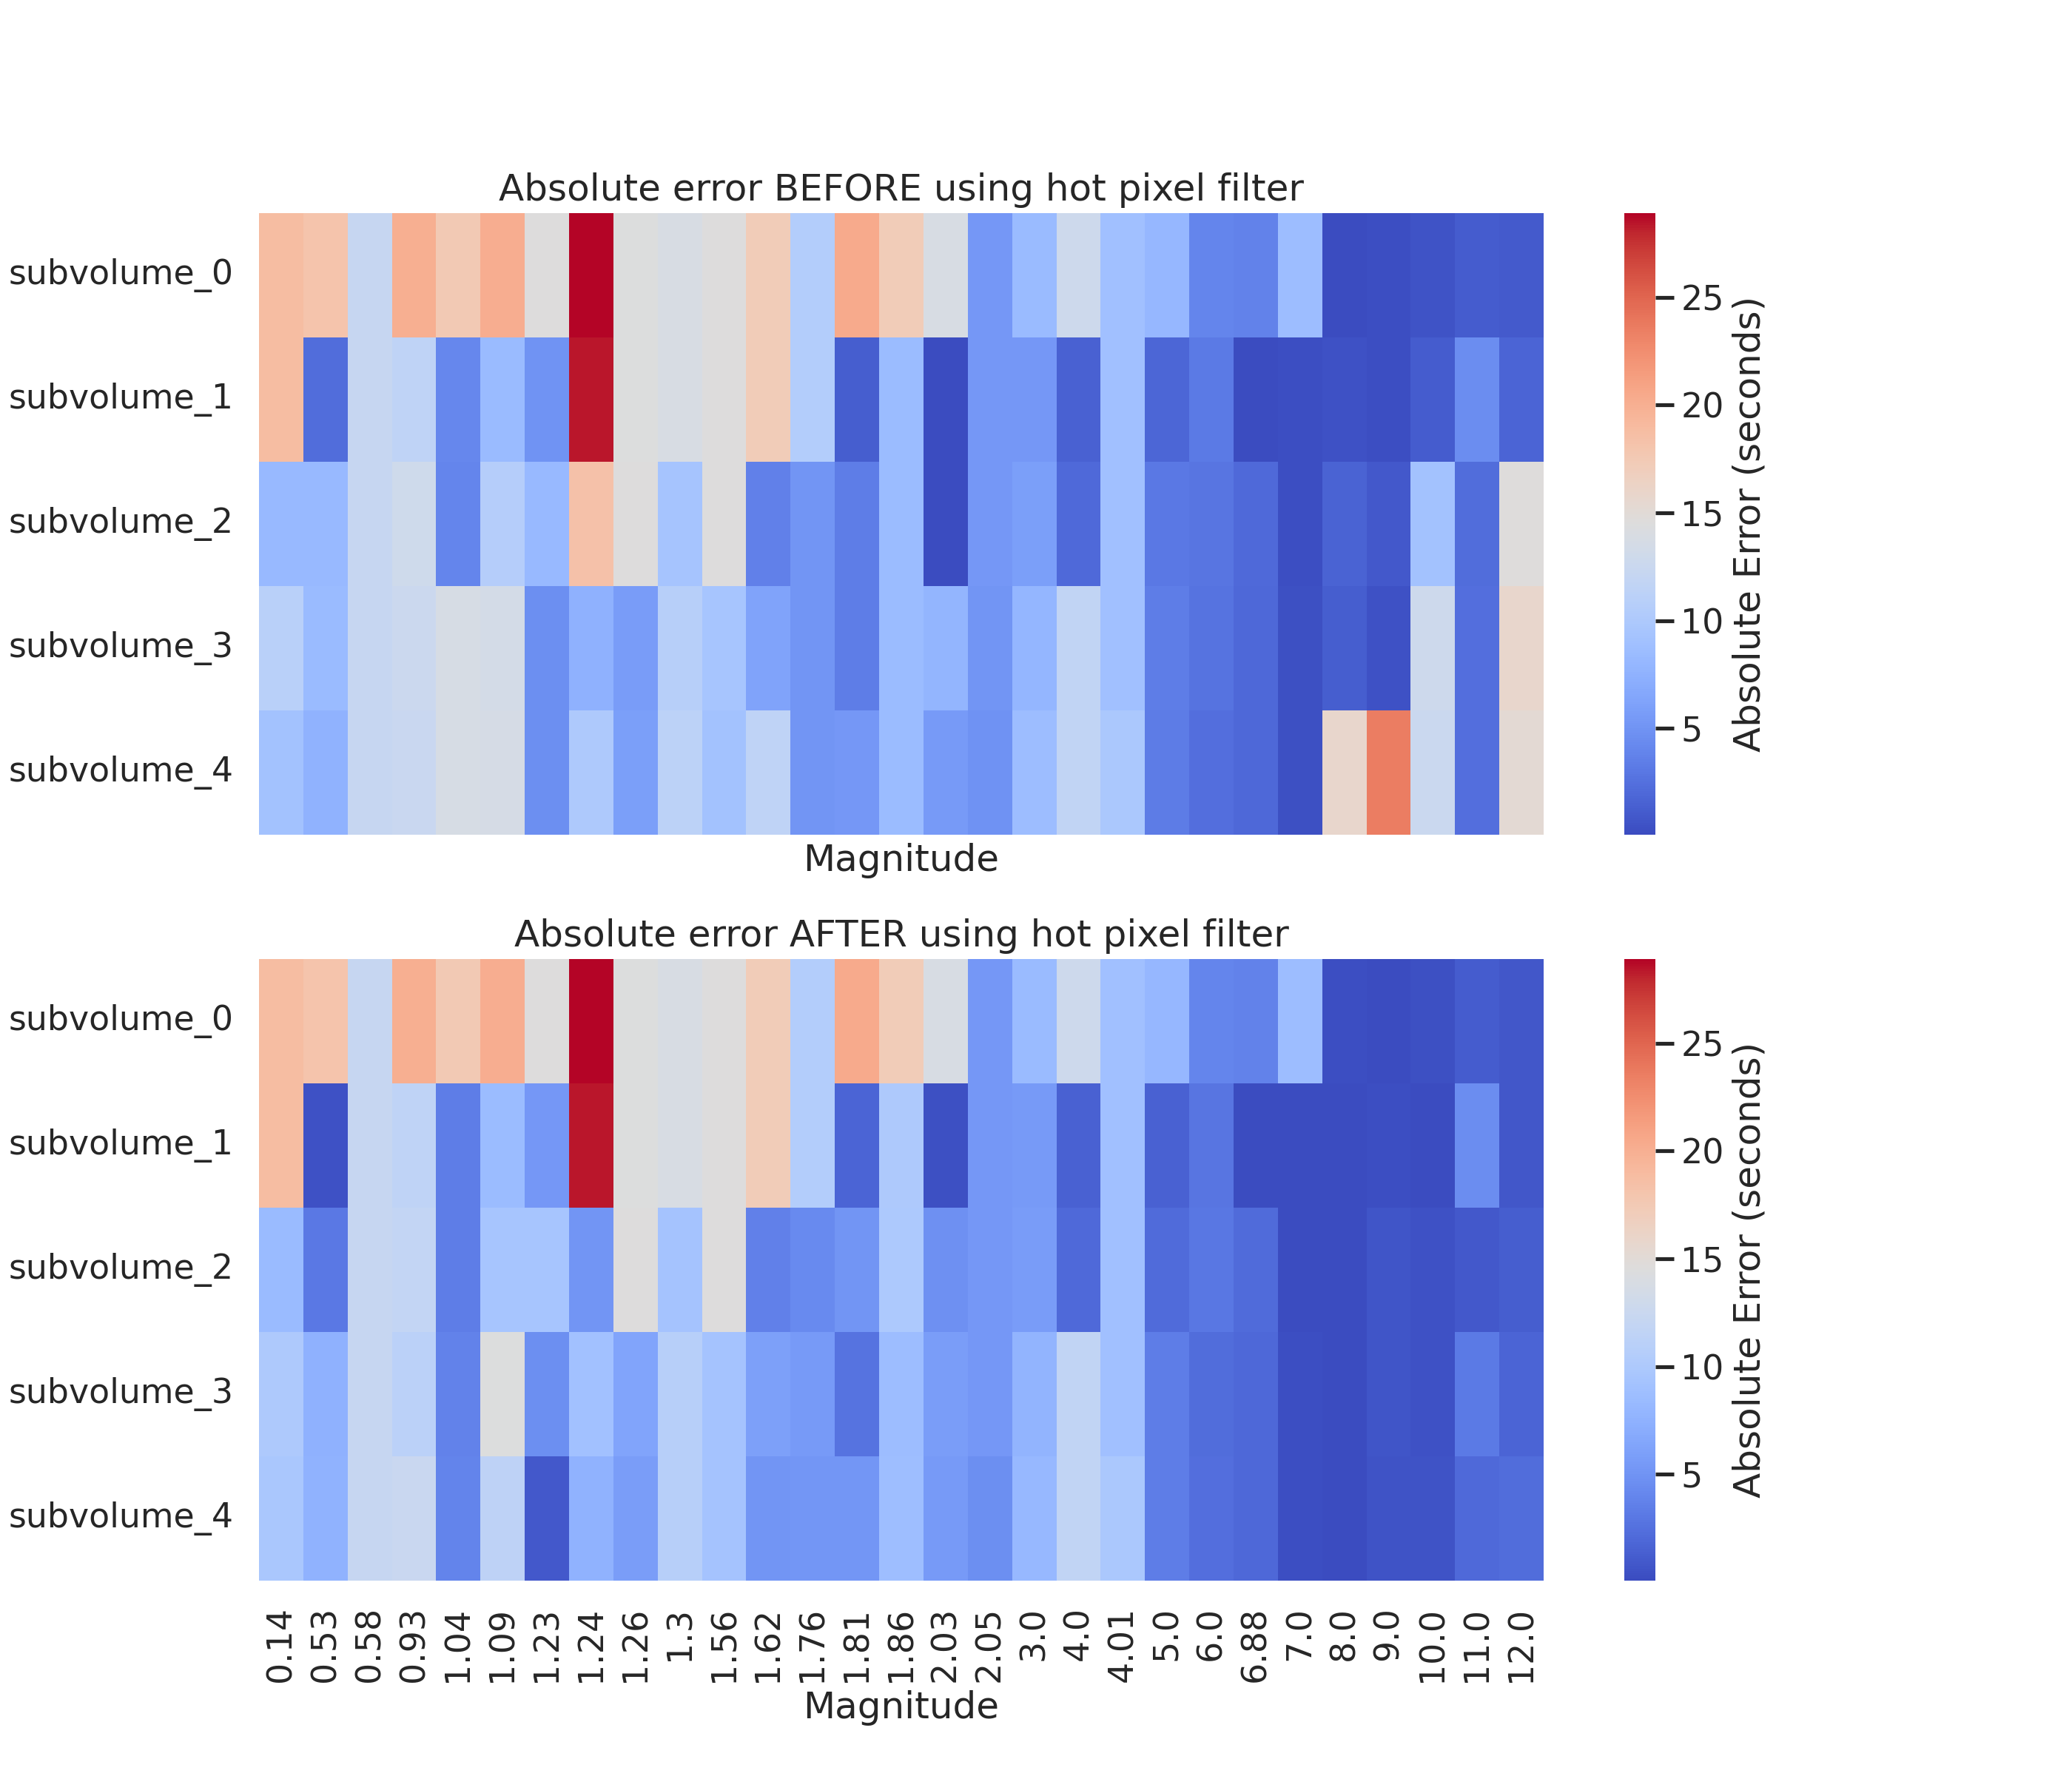 Absolute error BEFORE using hot pixel filter
subvolume_0
subvolume_1
subvolume_2
subvolume_3
subvolume_4
Magnitude
25
20
15
10
5
Absolute Error (seconds)
Absolute error AFTER using hot pixel filter
subvolume_0
subvolume_1
subvolume_2
subvolume_3
subvolume_4
0.14 0.53 0.58 0.93 1.04 1.09 1.23 1.24 1.26 1.3 1.56 1.62 1.76 1.81 1.86 2.03 2.05 3.0 4.0 4.01 5.0 6.0 6.88 7.0 8.0 9.0 10.0 11.0 12.0
Magnitude
25
20
15
10
5
Absolute Error (seconds)